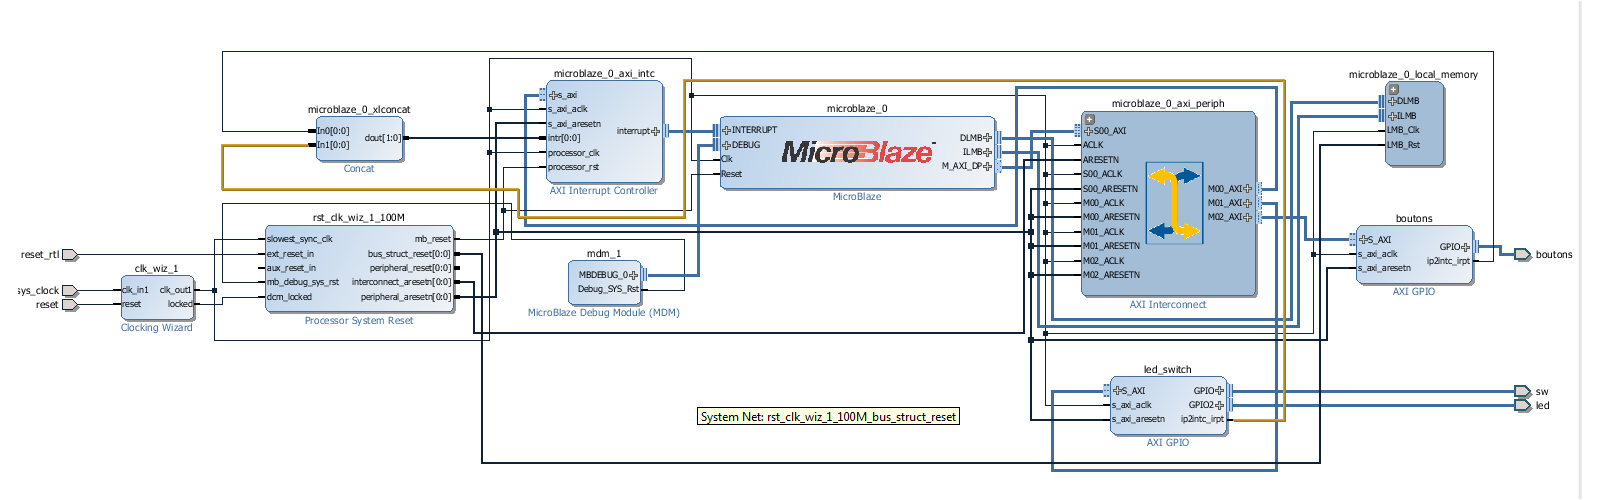 microblaze_0_xlconcat
In0[0:0]
In1[0:0]
dout[1:0]
Concat
microblaze_0_axi_intc
s_axi
s_axi_aclk
s_axi_aresetn
intr[0:0]
processor_clk
processor_rst
interrupt
AXI Interrupt Controller
microblaze_0
INTERRUPT
DEBUG
Clk
Reset
MicroBlaze
DLMB
ILMB
M_AXI_DP
MicroBlaze
microblaze_0_axi_periph
S00_AXI
ACLK
ARESETN
S00_ACLK
S00_ARESETN
M00_ACLK
M00_ARESETN
M01_ACLK
M01_ARESETN
M02_ACLK
M02_ARESETN
M00_AXI
M01_AXI
M02_AXI
AXI Interconnect
microblaze_0_local_memory
DLMB
ILMB
LMB_Clk
LMB_Rst
reset_rtl
sys_clock
reset
clk_wiz_1
clk_in1
reset
clk_out1
locked
Clocking Wizard
rst_clk_wiz_1_100M
slowest_sync_clk
ext_reset_in
aux_reset_in
mb_debug_sys_rst
dcm_locked
mb_reset
bus_struct_reset[0:0]
peripheral_reset[0:0]
interconnect_aresetn[0:0]
peripheral_aresetn[0:0]
Processor System Reset
mdm_1
MBDEBUG_0
Debug_SYS_Rst
MicroBlaze Debug Module (MDM)
boutons
S_AXI
s_axi_aclk
s_axi_aresetn
GPIO
ip2intc_irpt
AXI GPIO
boutons
led_switch
S_AXI
s_axi_aclk
s_axi_aresetn
GPIO
GPIO2
ip2intc_irpt
AXI GPIO
sw
led
System Net: rst_clk_wiz_1_100M_bus_struct_reset